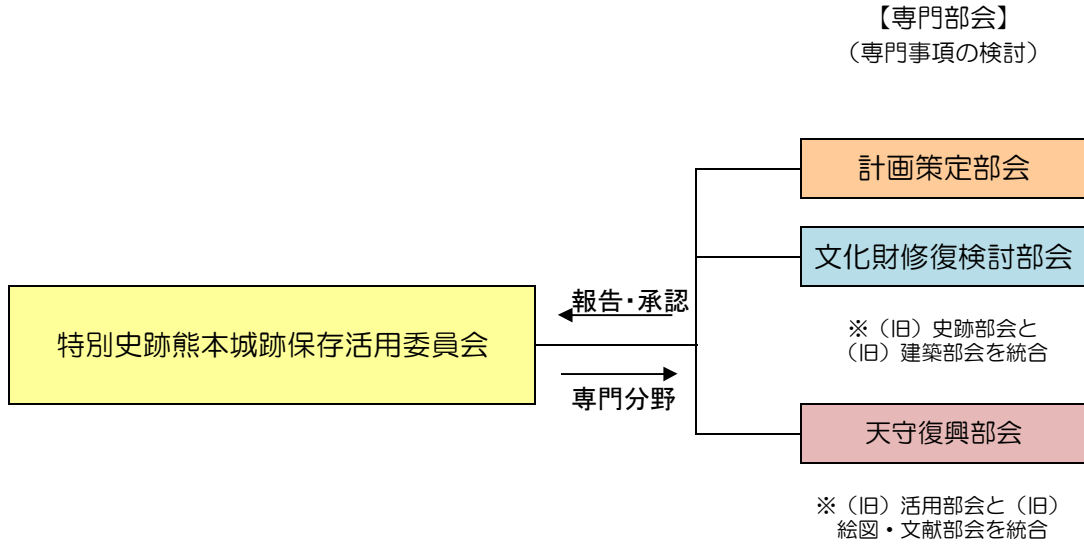 【専門部会】
（専門事項の検討）
計画策定部会
文化財修復検討部会
※（旧）史跡部会と
（旧）建築部会を統合
特別史跡熊本城跡保存活用委員会
報告・承認
専門分野
天守復興部会
※（旧）活用部会と（旧）
絵図・文献部会を統合